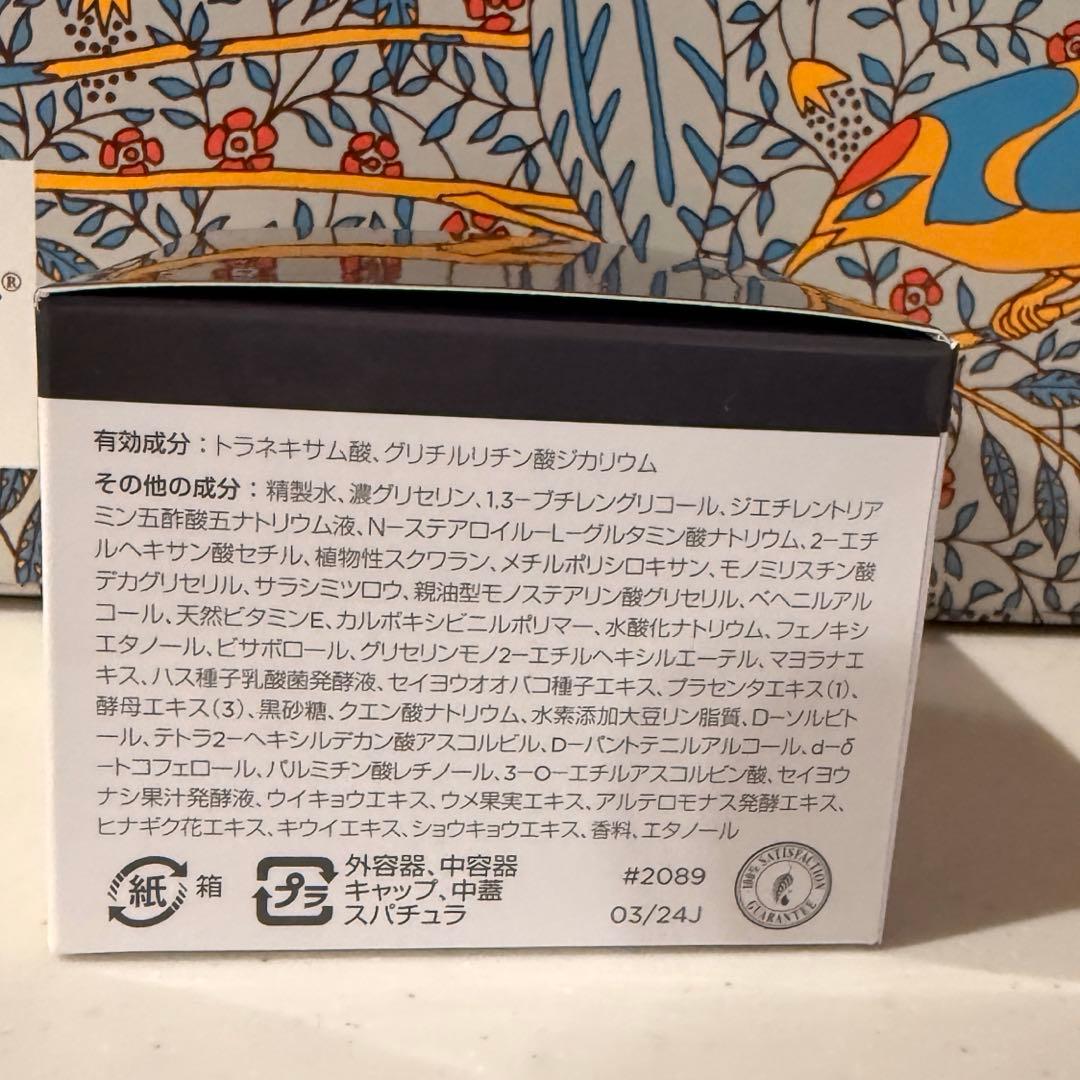 ®
有効成分：トラネキサム酸、グリチルリチン酸ジカリウム
その他の成分：精製水、濃グリセリン、1,3-ブチレングリコール、ジエチレントリア
ミン五酢酸五ナトリウム液、N-ステアロイル-L-グルタミン酸ナトリウム、2-エチ
ルヘキサン酸セチル、植物性スクワラン、メチルポリシロキサン、モノミリスチン酸
デカグリセリル、サラシミツロウ、親油型モノステアリン酸グリセリル、ベヘニルアル
コール、天然ビタミンE、カルボキシビニルポリマー、水酸化ナトリウム、フェノキシ
エタノール、ビサボロール、グリセリンモノ2-エチルヘキシルエーテル、マヨラナエ
キス、ハス種子乳酸菌発酵液、セイヨウオオバコ種子エキス、プラセンタエキス(1)、
酵母エキス(3)、黒砂糖、クエン酸ナトリウム、水素添加大豆リン脂質、D-ソルビト
ール、テトラ2-ヘキシルデカン酸アスコルビル、D-パントテニルアルコール、d-δ
-トコフェロール、パルミチン酸レチノール、3-O-エチルアスコルビン酸、セイヨウ
ナシ果汁発酵液、ウイキョウエキス、ウメ果実エキス、アルテロモナス発酵エキス、
ヒナギク花エキス、キウイエキス、ショウキョウエキス、香料、エタノール
紙 箱
プラ 外容器、中容器
キャップ、中蓋
スパチュラ
#2089
03/24J
100% SATISFACTION GUARANTEE